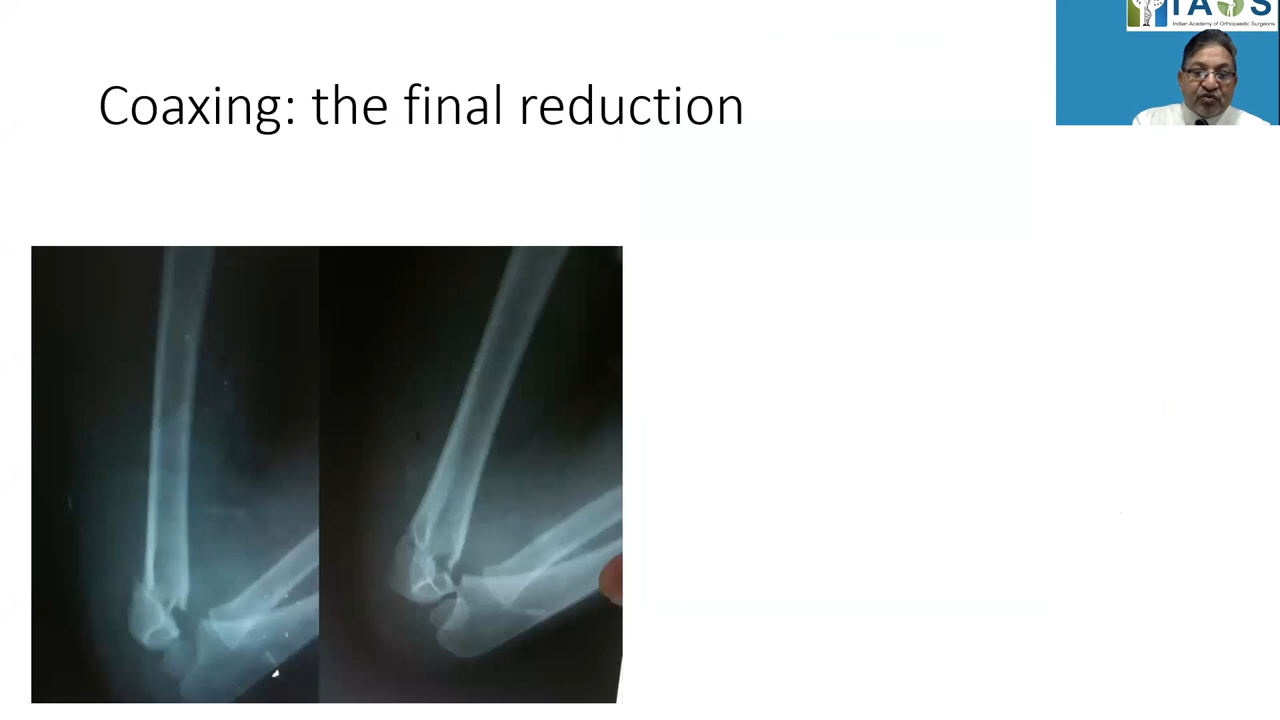 Coaxing: the final reduction
IAOS
Indian Academy of Orthopaedic Surgeons